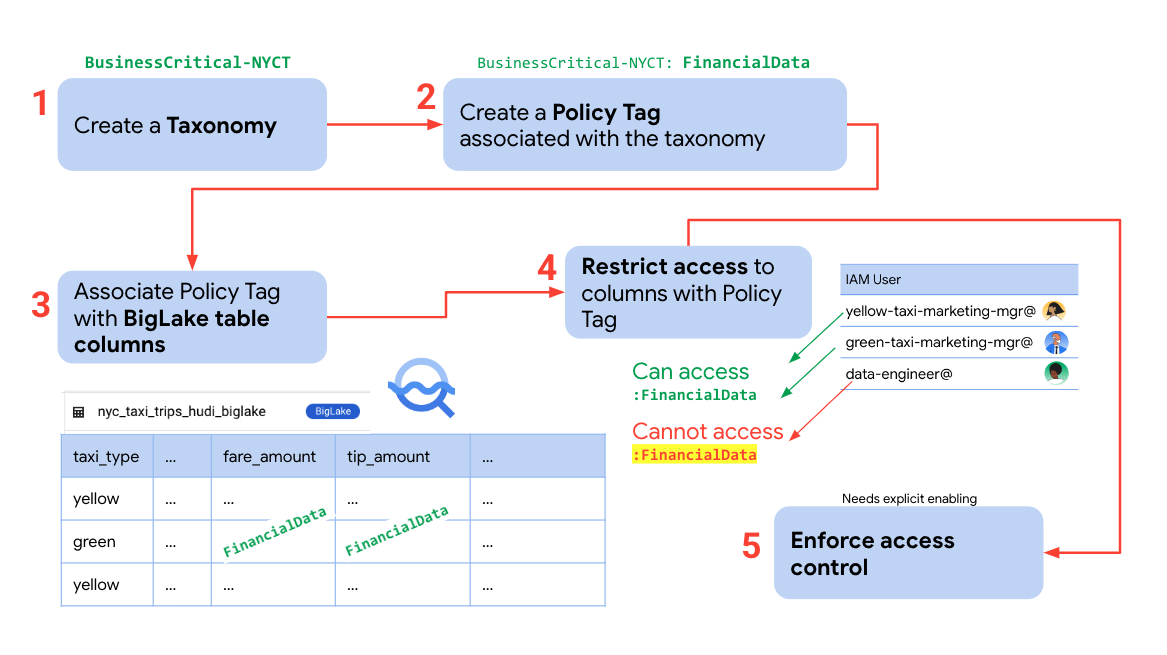 BusinessCritical-NYCT
1
Create a Taxonomy
BusinessCritical-NYCT: FinancialData
2
Create a Policy Tag
associated with the taxonomy
3
Associate Policy Tag
with BigLake table
columns
4
Restrict access to
columns with Policy
Tag
IAM User
yellow-taxi-marketing-mgr@
green-taxi-marketing-mgr@
data-engineer@
Can access
:FinancialData
Cannot access
:FinancialData
nyc_taxi_trips_hudi_biglake BigLake
taxi_type ... fare_amount tip_amount ...
yellow ... ... ... ...
green ... FinancialData FinancialData ...
yellow ... ... ... ...
Needs explicit enabling
5
Enforce access
control